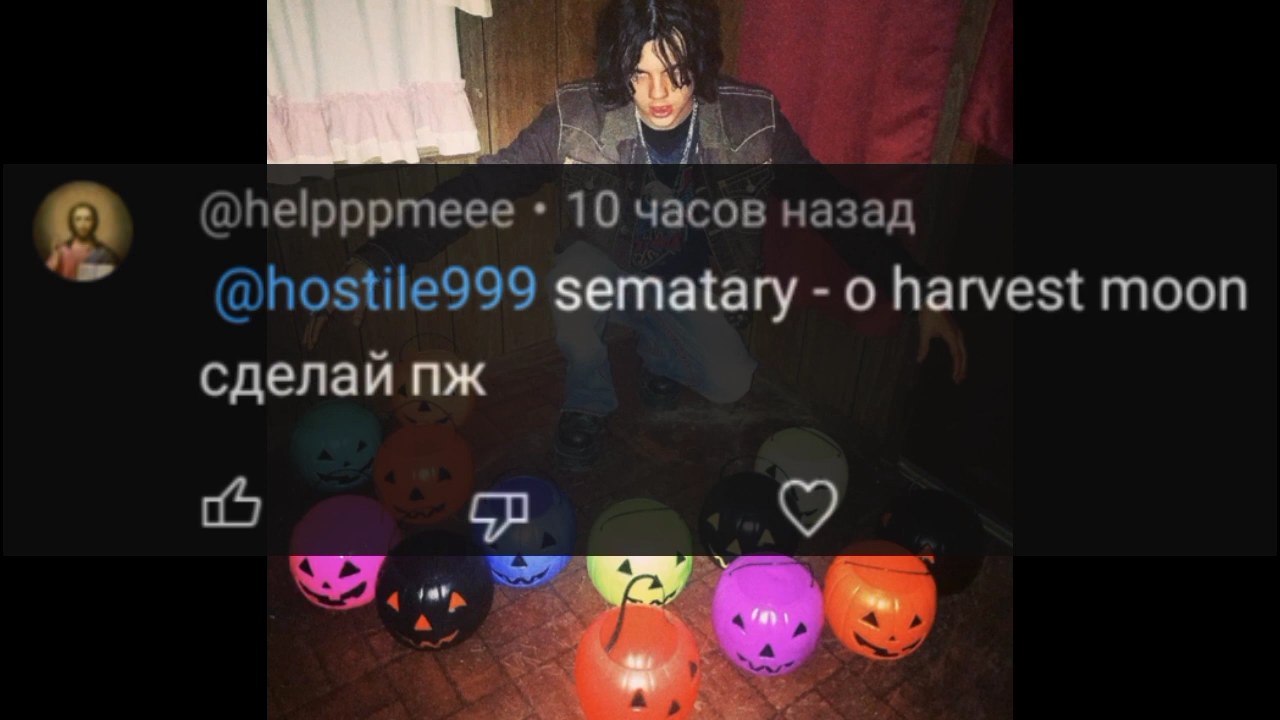 @helpppmeee • 10 часов назад
@hostile999 sematary - o harvest moon
сделай пж